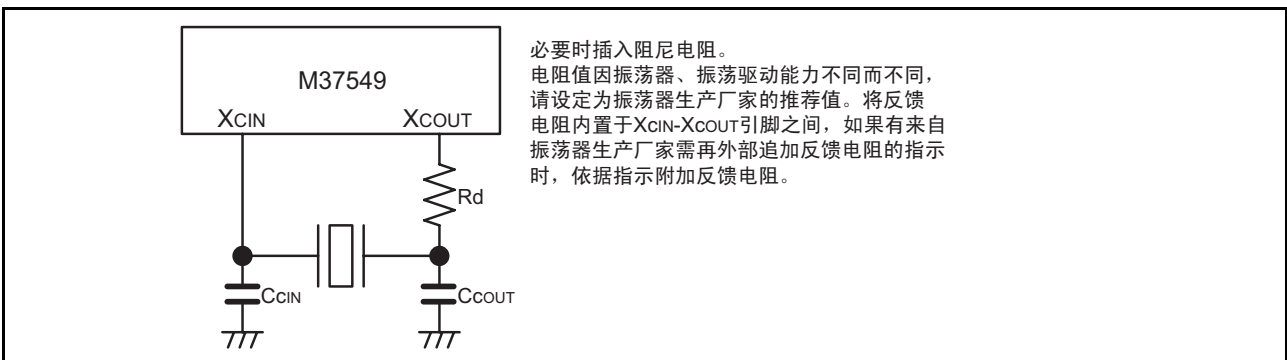 M37549
XCIN
XCOUT
Rd
CCIN
CCOUT
必要时插入阻尼电阻。
电阻值因振荡器、振荡驱动能力不同而不同，
请设定为振荡器生产厂家的推荐值。将反馈
电阻内置于XCIN-XCOUT引脚之间，如果有来自
振荡器生产厂家需再外部追加反馈电阻的指示
时，依据指示附加反馈电阻。